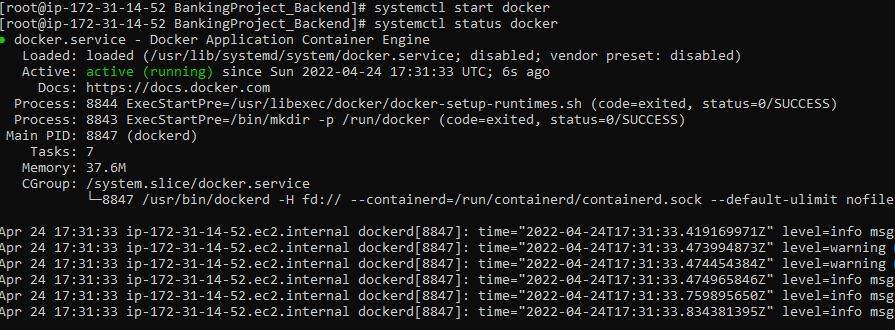 [root@ip-172-31-14-52 BankingProject_Backend]# systemctl start docker
[root@ip-172-31-14-52 BankingProject_Backend]# systemctl status docker
● docker.service - Docker Application Container Engine
   Loaded: loaded (/usr/lib/systemd/system/docker.service; disabled; vendor preset: disabled)
   Active: active (running) since Sun 2022-04-24 17:31:33 UTC; 6s ago
     Docs: https://docs.docker.com
  Process: 8844 ExecStartPre=/usr/libexec/docker/docker-setup-runtimes.sh (code=exited, status=0/SUCCESS)
  Process: 8843 ExecStartPre=/bin/mkdir -p /run/docker (code=exited, status=0/SUCCESS)
 Main PID: 8847 (dockerd)
    Tasks: 7
   Memory: 37.6M
   CGroup: /system.slice/docker.service
           └─8847 /usr/bin/dockerd -H fd:// --containerd=/run/containerd/containerd.sock --default-ulimit nofile
Apr 24 17:31:33 ip-172-31-14-52.ec2.internal dockerd[8847]: time="2022-04-24T17:31:33.419169971Z" level=info msg
Apr 24 17:31:33 ip-172-31-14-52.ec2.internal dockerd[8847]: time="2022-04-24T17:31:33.473994873Z" level=warning
Apr 24 17:31:33 ip-172-31-14-52.ec2.internal dockerd[8847]: time="2022-04-24T17:31:33.474454384Z" level=warning
Apr 24 17:31:33 ip-172-31-14-52.ec2.internal dockerd[8847]: time="2022-04-24T17:31:33.474965846Z" level=info msg
Apr 24 17:31:33 ip-172-31-14-52.ec2.internal dockerd[8847]: time="2022-04-24T17:31:33.759895650Z" level=info msg
Apr 24 17:31:33 ip-172-31-14-52.ec2.internal dockerd[8847]: time="2022-04-24T17:31:33.834381395Z" level=info msg